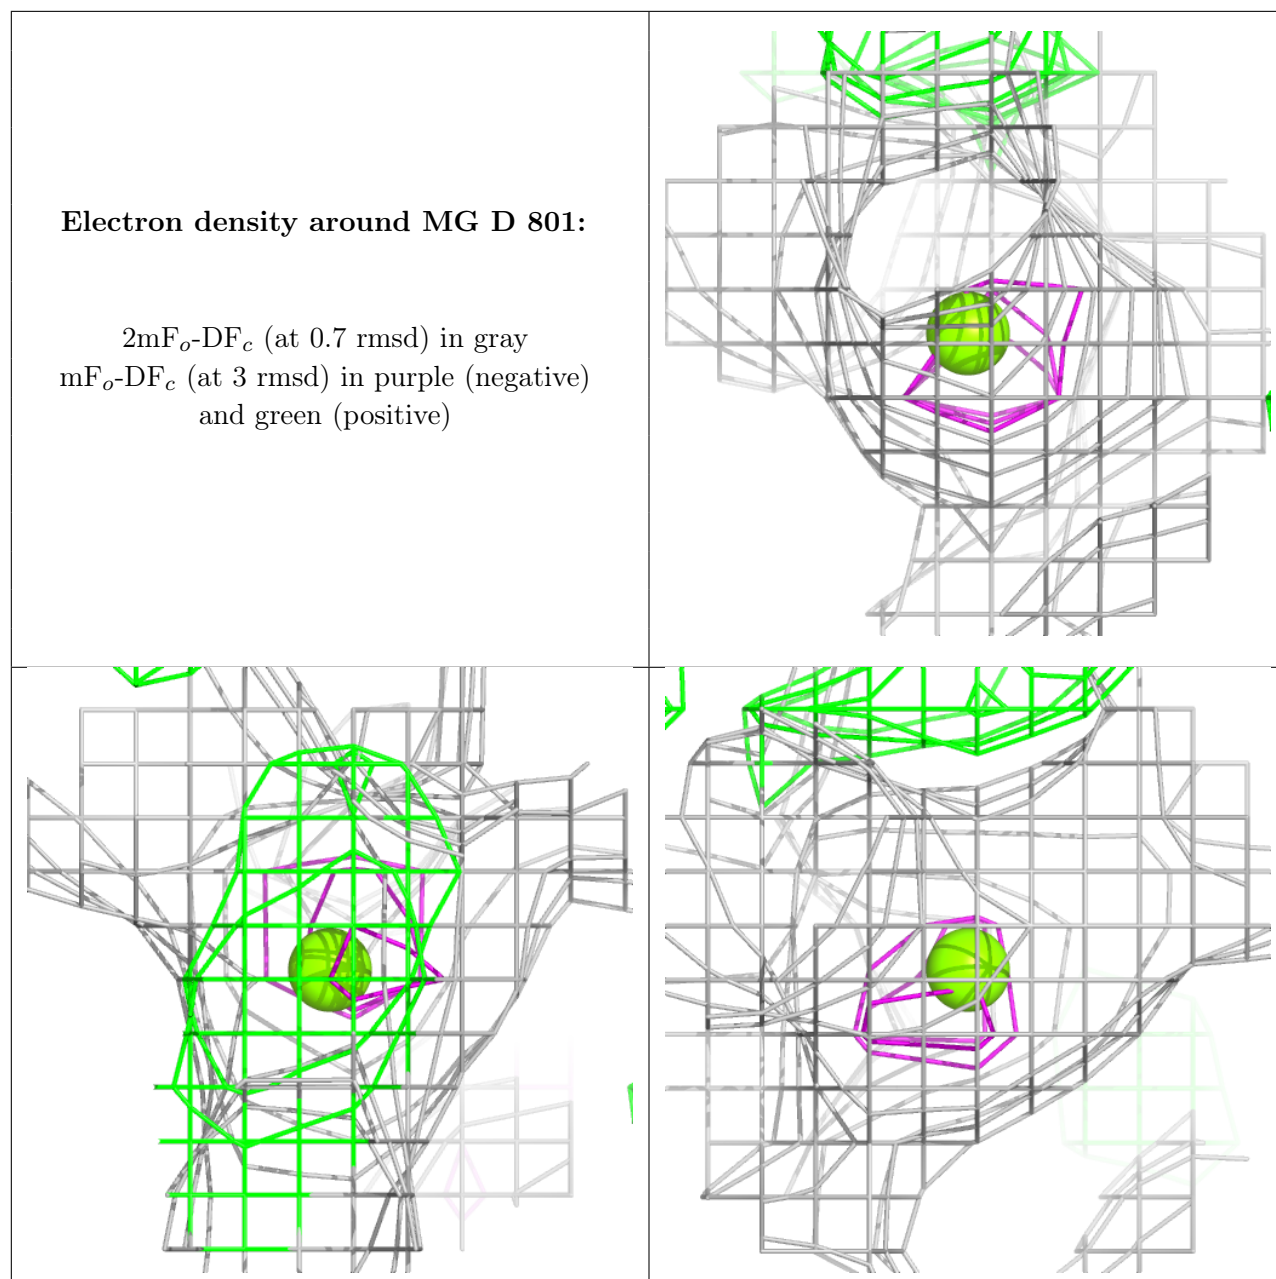 Electron density around MG D 801:
2mFo-DFc (at 0.7 rmsd) in gray
mFo-DFc (at 3 rmsd) in purple (negative)
and green (positive)